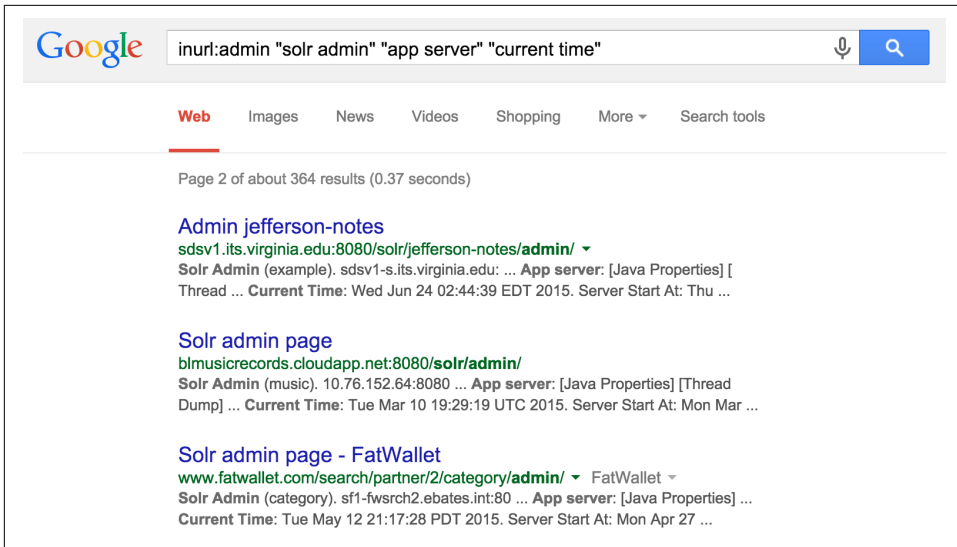 Google
inurl:admin "solr admin" "app server" "current time"
Web Images News Videos Shopping More Search tools
Page 2 of about 364 results (0.37 seconds)
Admin jefferson-notes
sdsv1.its.virginia.edu:8080/solr/jefferson-notes/admin/
Solr Admin (example). sdsv1-s.its.virginia.edu: ... App server: [Java Properties] [
Thread ... Current Time: Wed Jun 24 02:44:39 EDT 2015. Server Start At: Thu ...
Solr admin page
blmusicrecords.cloudapp.net:8080/solr/admin/
Solr Admin (music). 10.76.152.64:8080 ... App server: [Java Properties] [Thread
Dump] ... Current Time: Tue Mar 10 19:29:19 UTC 2015. Server Start At: Mon Mar ...
Solr admin page - FatWallet
www.fatwallet.com/search/partner/2/category/admin/ FatWallet
Solr Admin (category). sf1-fwsrch2.ebates.int:80 ... App server: [Java Properties] ...
Current Time: Tue May 12 21:17:28 PDT 2015. Server Start At: Mon Apr 27 ...